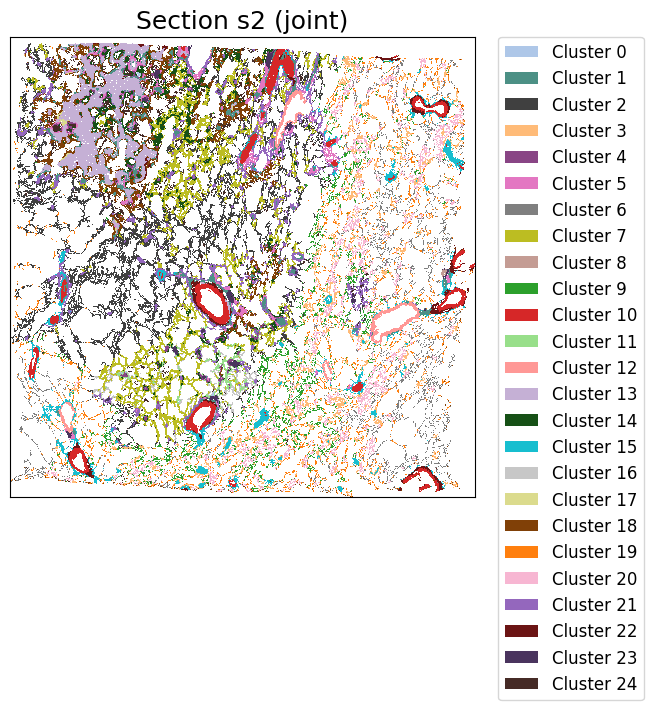 Section s2 (joint)
Cluster 0
Cluster 1
Cluster 2
Cluster 3
Cluster 4
Cluster 5
Cluster 6
Cluster 7
Cluster 8
Cluster 9
Cluster 10
Cluster 11
Cluster 12
Cluster 13
Cluster 14
Cluster 15
Cluster 16
Cluster 17
Cluster 18
Cluster 19
Cluster 20
Cluster 21
Cluster 22
Cluster 23
Cluster 24